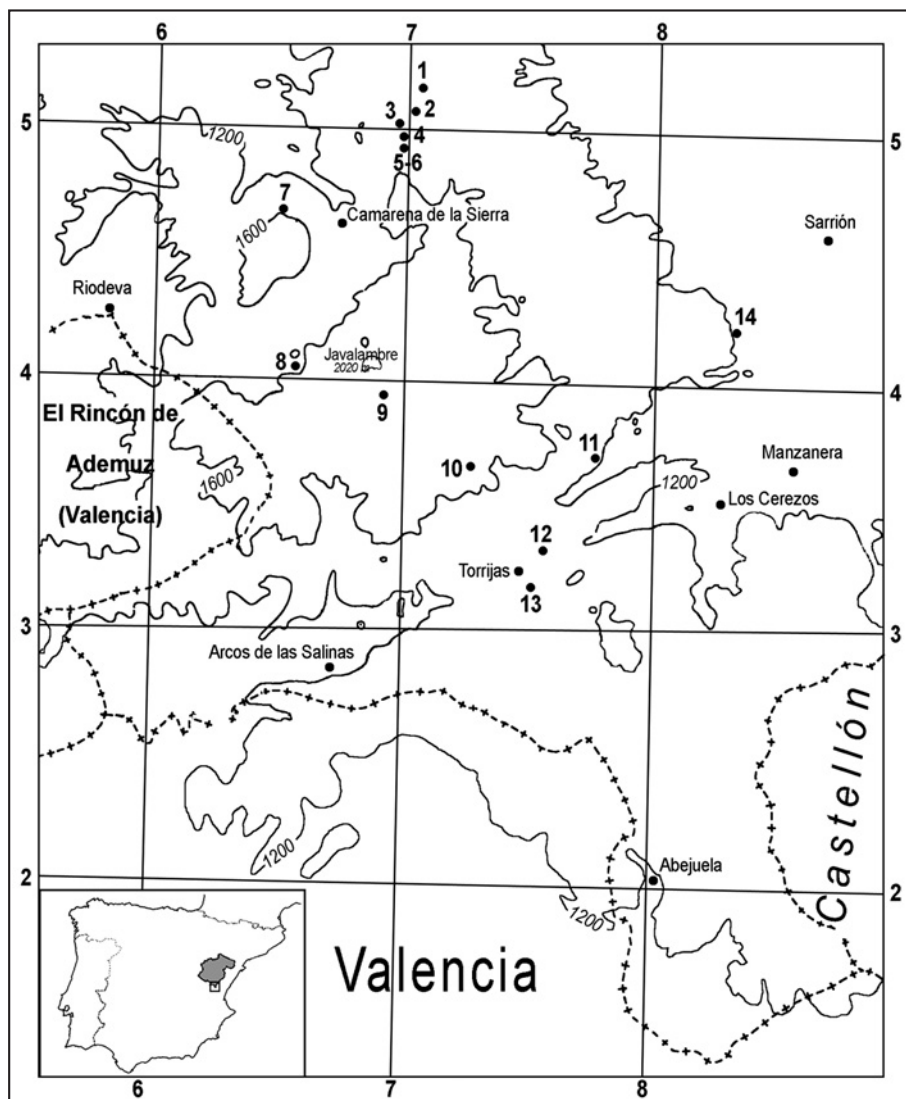 6 7 8
1
3 2
5 5
1200
4
5-6
7
Camarena de la Sierra
1600
Sarrión
Riodeva
14
8
Javalambre
2020 m
4 4
9
El Rincón de
Ademuz
(Valencia)
11
10
Manzanera
1600
1200
Los Cerezos
12
Torrijas
13
3 3
Arcos de las Salinas
Castellón
1200
Abejuela
2 2
1200
Valencia
6 7 8